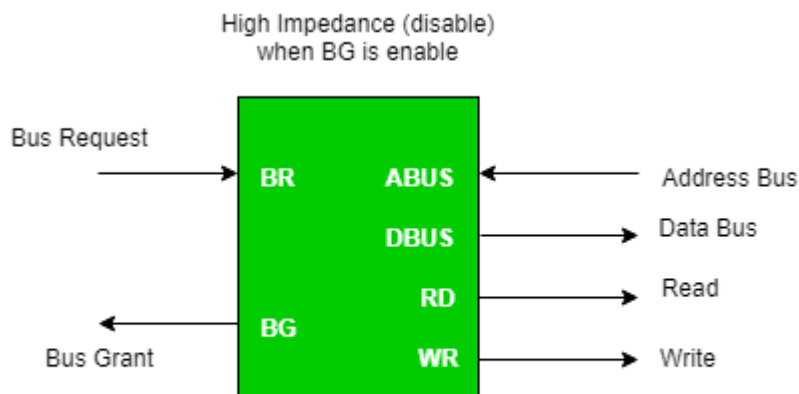 High Impedance (disable)
when BG is enable
Bus Request
BR
ABUS
Address Bus
DBUS
Data Bus
RD
Read
BG
Bus Grant
WR
Write